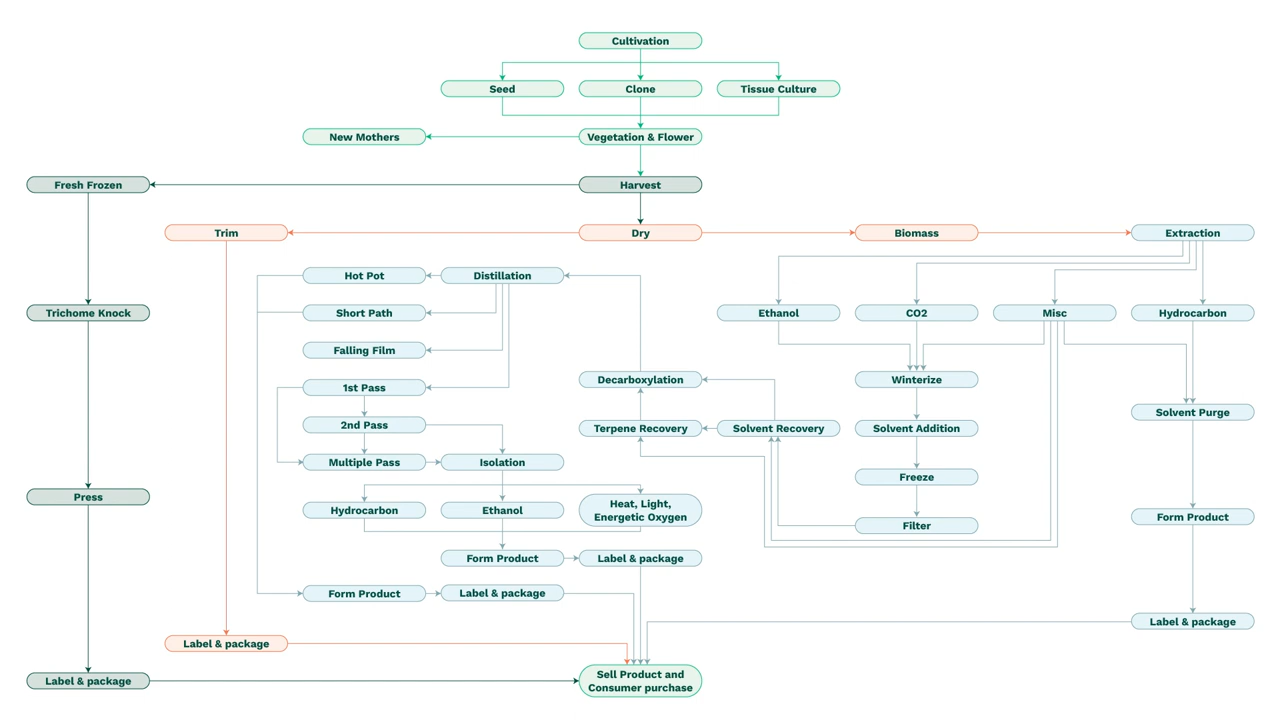 Cultivation
Seed
Clone
Tissue Culture
New Mothers
Vegetation & Flower
Fresh Frozen
Harvest
Trim
Dry
Biomass
Extraction
Hot Pot
Distillation
Trichome Knock
Short Path
Ethanol
CO2
Misc
Hydrocarbon
Falling Film
1st Pass
Decarboxylation
Winterize
Solvent Purge
2nd Pass
Terpene Recovery
Solvent Recovery
Solvent Addition
Multiple Pass
Isolation
Freeze
Press
Hydrocarbon
Ethanol
Heat, Light,
Energetic Oxygen
Form Product
Filter
Form Product
Label & package
Form Product
Label & package
Label & package
Label & package
Label & package
Sell Product and
Consumer purchase